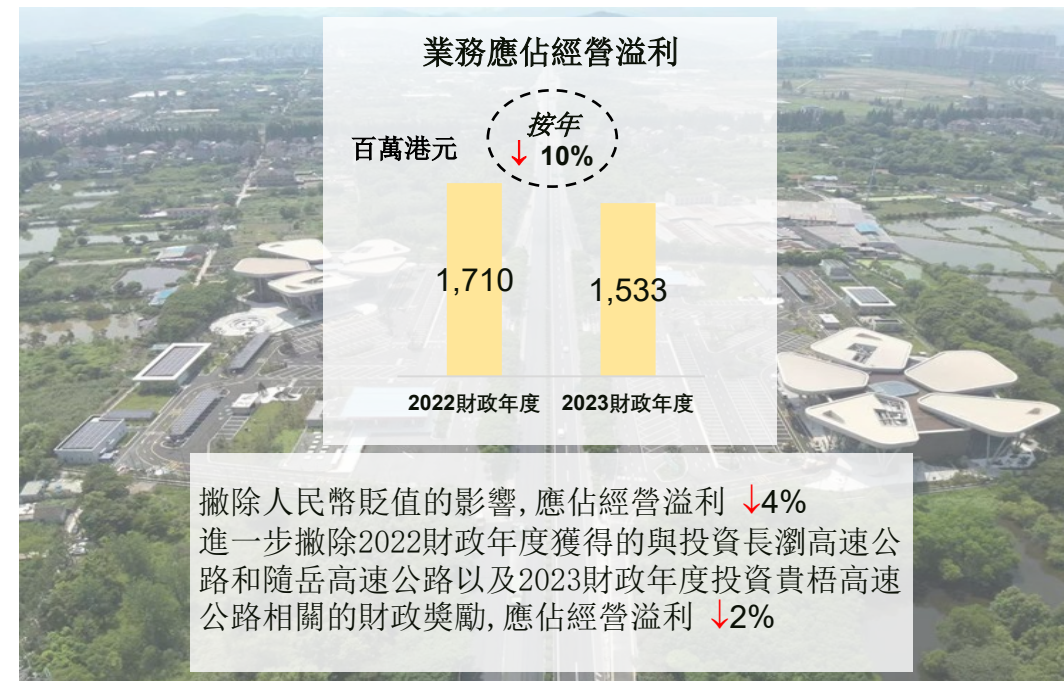 業務應佔經營溢利
按年
百萬港元
↓ 10%
1,710
1,533
2022財政年度 2023財政年度
撇除人民幣貶值的影響,應佔經營溢利 ↓4%
進一步撇除2022財政年度獲得的與投資長瀏高速公
路和隨岳高速公路以及2023財政年度投資貴梧高速
公路相關的財政獎勵,應佔經營溢利 ↓2%